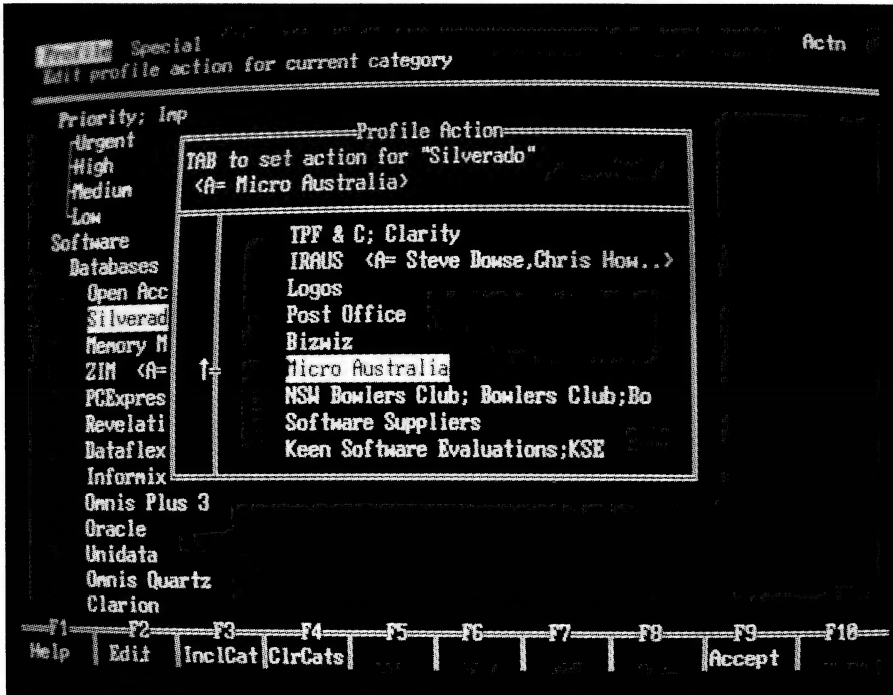 Profile Special Actn
Edit profile action for current category
Priority; Imp
Urgent
High
Medium
Low
Software
Databases
Open Acc
Silverad
Memory M
ZIM <A=
PCExpres
Revelati
Dataflex
Informix
Omnis Plus 3
Oracle
Unidata
Omnis Quartz
Clarion
Profile Action
TAB to set action for "Silverado"
<A= Micro Australia>
TPF & C; Clarity
IRAUS <A= Steve Dowse,Chris How..>
Logos
Post Office
Bizwiz
Micro Australia
NSW Bowlers Club; Bowlers Club;Bo
Software Suppliers
Keen Software Evaluations;KSE
F1 F2 F3 F4 F5 F6 F7 F8 F9 F10
Help Edit InclCat ClrCats Accept